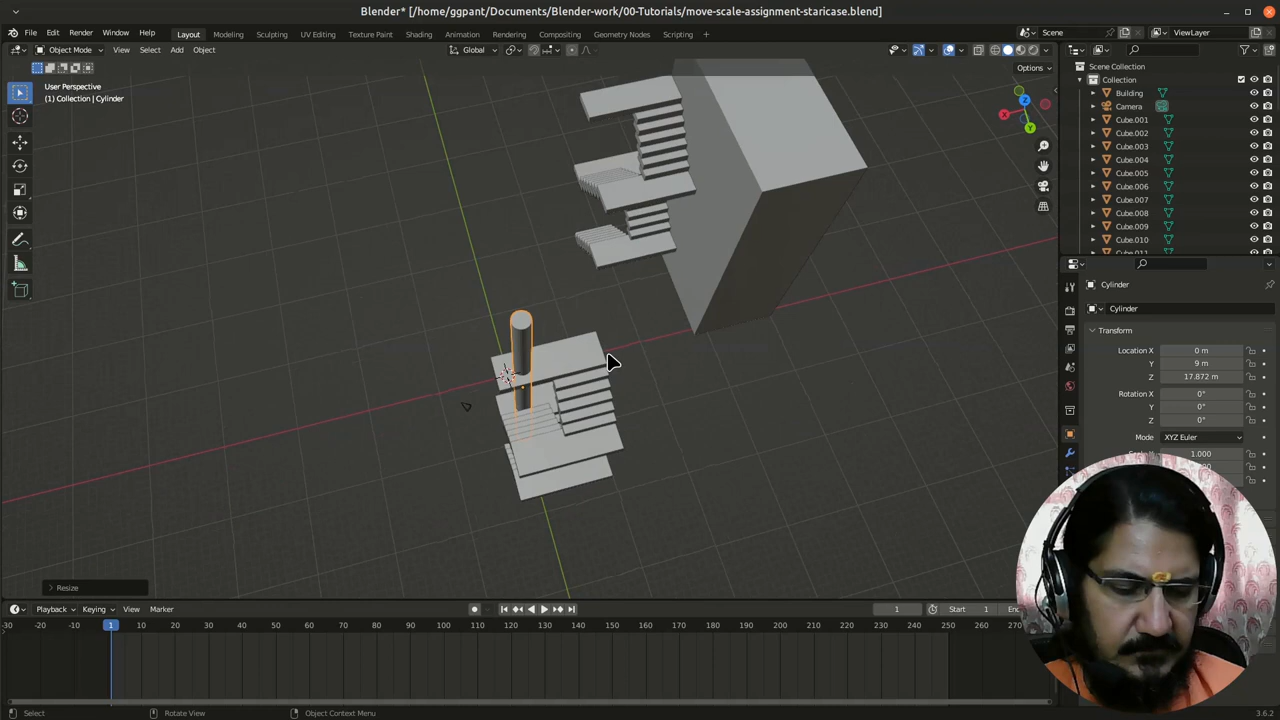 Blender* [/home/ggpant/Documents/Blender-work/00-Tutorials/move-scale-assignment-staricase.blend]
File Edit Render Window Help Layout Modeling Sculpting UV Editing Texture Paint Shading Animation Rendering Compositing Geometry Nodes Scripting + Scene ViewLayer
Object Mode View Select Add Object Global
Options
User Perspective
(1) Collection | Cylinder
Scene Collection
Collection
Building
Camera
Cube.001
Cube.002
Cube.003
Cube.004
Cube.005
Cube.006
Cube.007
Cube.008
Cube.009
Cube.010
Cube.011
X
Y
Z
Cylinder
Cylinder
Transform
Location X 0 m
Y 9 m
Z 17.872 m
Rotation X 0°
Y 0°
Z 0°
Mode XYZ Euler
1.000
Resize
Playback Keying View Marker 1 Start 1
-30 -20 -10 1 10 20 30 40 50 60 70 80 90 100 110 120 130 140 150 160 170 180 190 200 210 220 230 240 250 260
Select Rotate View Object Context Menu 3.6.2